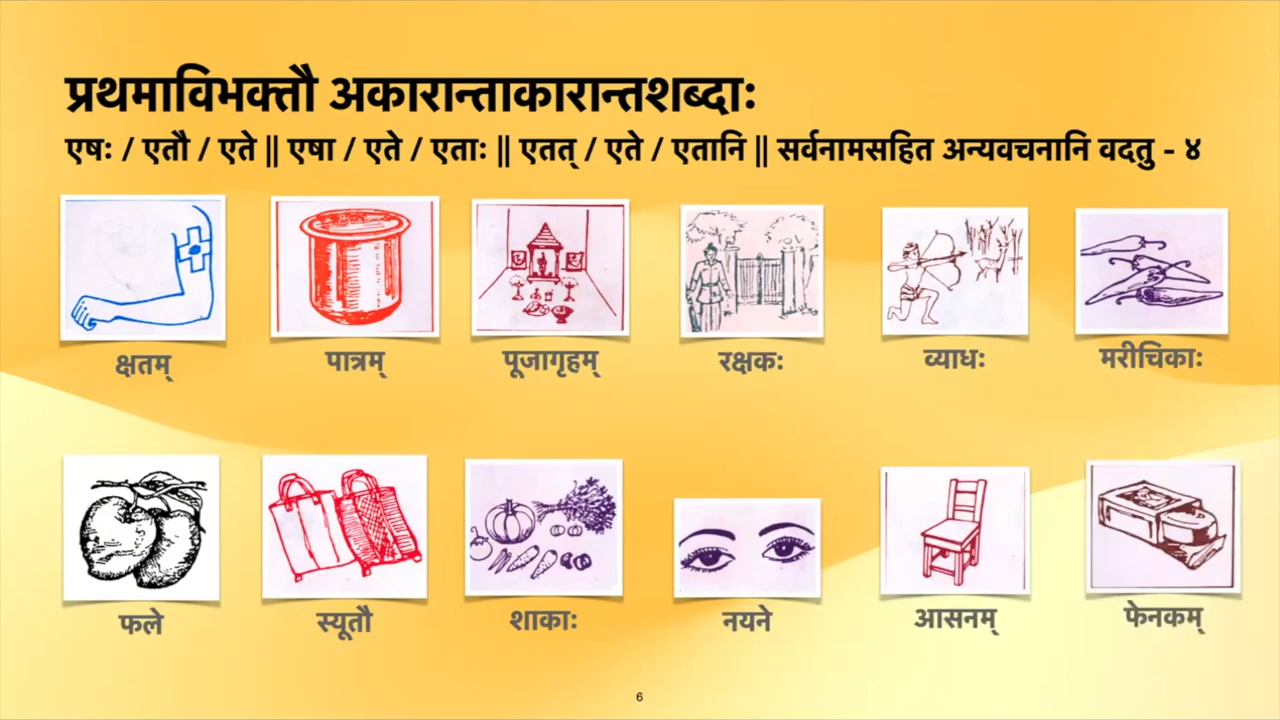 प्रथमाविभक्तौ अकारान्ताकारान्तशब्दाः
एषः / एतौ / एते || एषा / एते / एताः || एतत् / एते / एतानि || सर्वनामसहित अन्यवचनानि वदतु - ४
क्षतम् पात्रम् पूजागृहम् रक्षकः व्याधः मरीचिकाः
फले स्यूतौ शाकाः नयने आसनम् फेनकम्
6